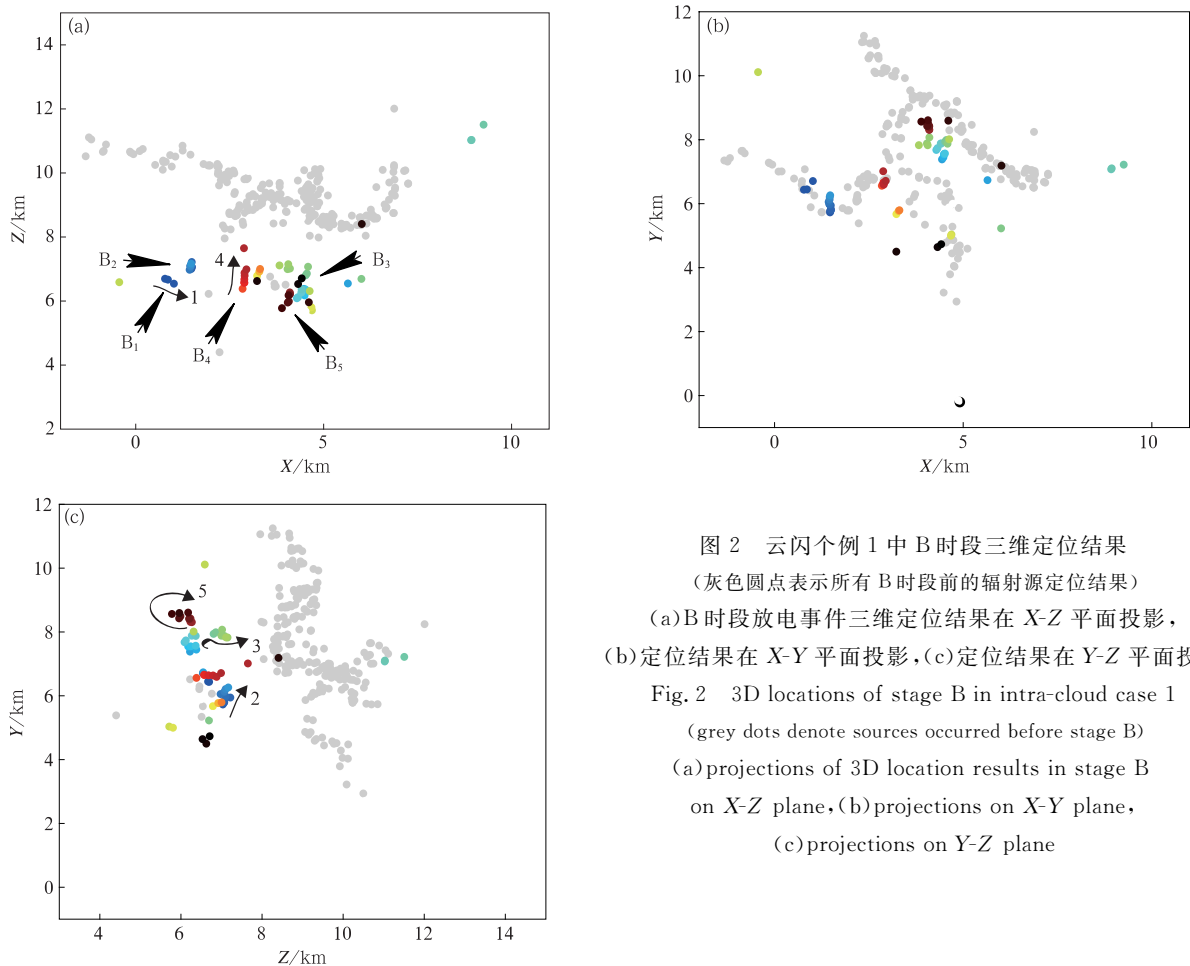 (a)
14
12
10
8
6
4
2
Z/km
0
5
10
X/km
B₂
B₁
1
4
B₄
B₃
B₅
(b)
12
10
8
6
4
2
0
Y/km
0
5
10
X/km
(c)
12
10
8
6
4
2
0
Y/km
4
6
8
10
12
14
Z/km
5
3
2
图 2 云闪个例 1 中 B 时段三维定位结果
(灰色圆点表示所有 B 时段前的辐射源定位结果)
(a)B 时段放电事件三维定位结果在 X-Z 平面投影,
(b)定位结果在 X-Y 平面投影,(c)定位结果在 Y-Z 平面投
Fig. 2 3D locations of stage B in intra-cloud case 1
(grey dots denote sources occurred before stage B)
(a)projections of 3D location results in stage B
on X-Z plane,(b)projections on X-Y plane,
(c)projections on Y-Z plane